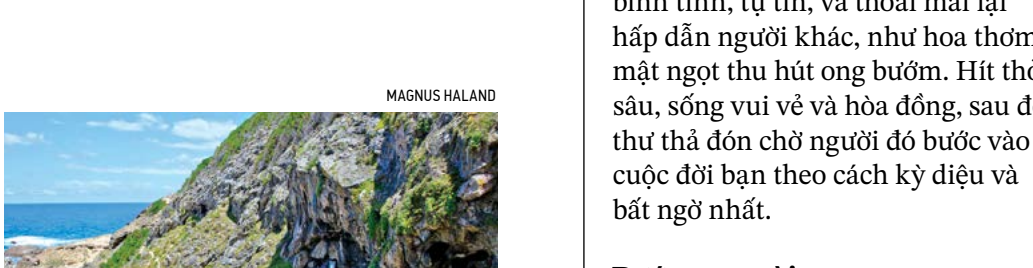 MAGNUS HALAND
bình tĩnh, tự tin, và thoải mái lại
hấp dẫn người khác, như hoa thơm
mật ngọt thu hút ong bướm. Hít thở
sâu, sống vui vẻ và hòa đồng, sau
thư thả đón chờ người đó bước vào
cuộc đời bạn theo cách kỳ diệu và
bất ngờ nhất.